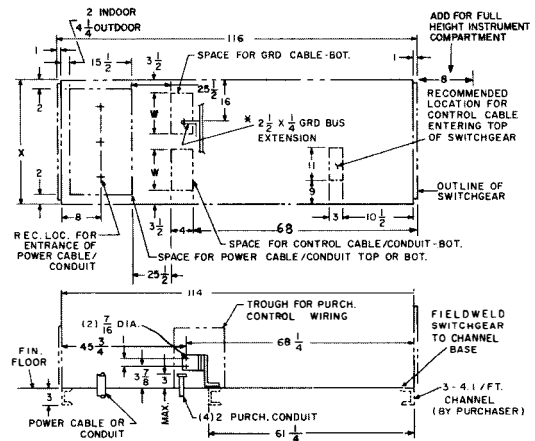 2 INDOOR
4 1/4 OUTDOOR
116
ADD FOR FULL
HEIGHT INSTRUMENT
COMPARTMENT
1
15 1/2
3 1/2
SPACE FOR GRD CABLE-BOT.
1
8
25 1/2
16
RECOMMENDED
LOCATION FOR
CONTROL CABLE
ENTERING TOP
OF SWITCHGEAR
2
W
*
2 1/2 X 1/4 GRD BUS
EXTENSION
X
W
11
2
9
OUTLINE OF
SWITCHGEAR
8
3 1/2
4
68
3
10 1/2
REC. LOC. FOR
ENTRANCE OF
POWER CABLE/
CONDUIT
SPACE FOR CONTROL CABLE/CONDUIT-BOT.
SPACE FOR POWER CABLE/CONDUIT TOP OR BOT.
25 1/2
114
TROUGH FOR PURCH.
CONTROL WIRING
(2) 7/16 DIA.
FIELDWELD
SWITCHGEAR
TO CHANNEL
BASE
45 3/4
68 1/4
FIN.
FLOOR
3 7/8
3
MAX.
3
3-4.1/FT.
CHANNEL
(BY PURCHASER)
POWER CABLE OR
CONDUIT
(4) 2 PURCH. CONDUIT
61 1/4